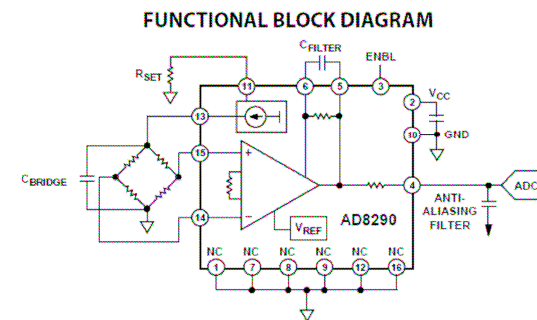 FUNCTIONAL BLOCK DIAGRAM
CFILTER
ENBL
RSET
11
6
5
3
2
VCC
13
10
GND
15
+
CBRIDGE
4
ADC
ANTI-
ALIASING
FILTER
14
−
VREF
AD8290
NC NC NC NC NC NC
1 7 8 9 12 16